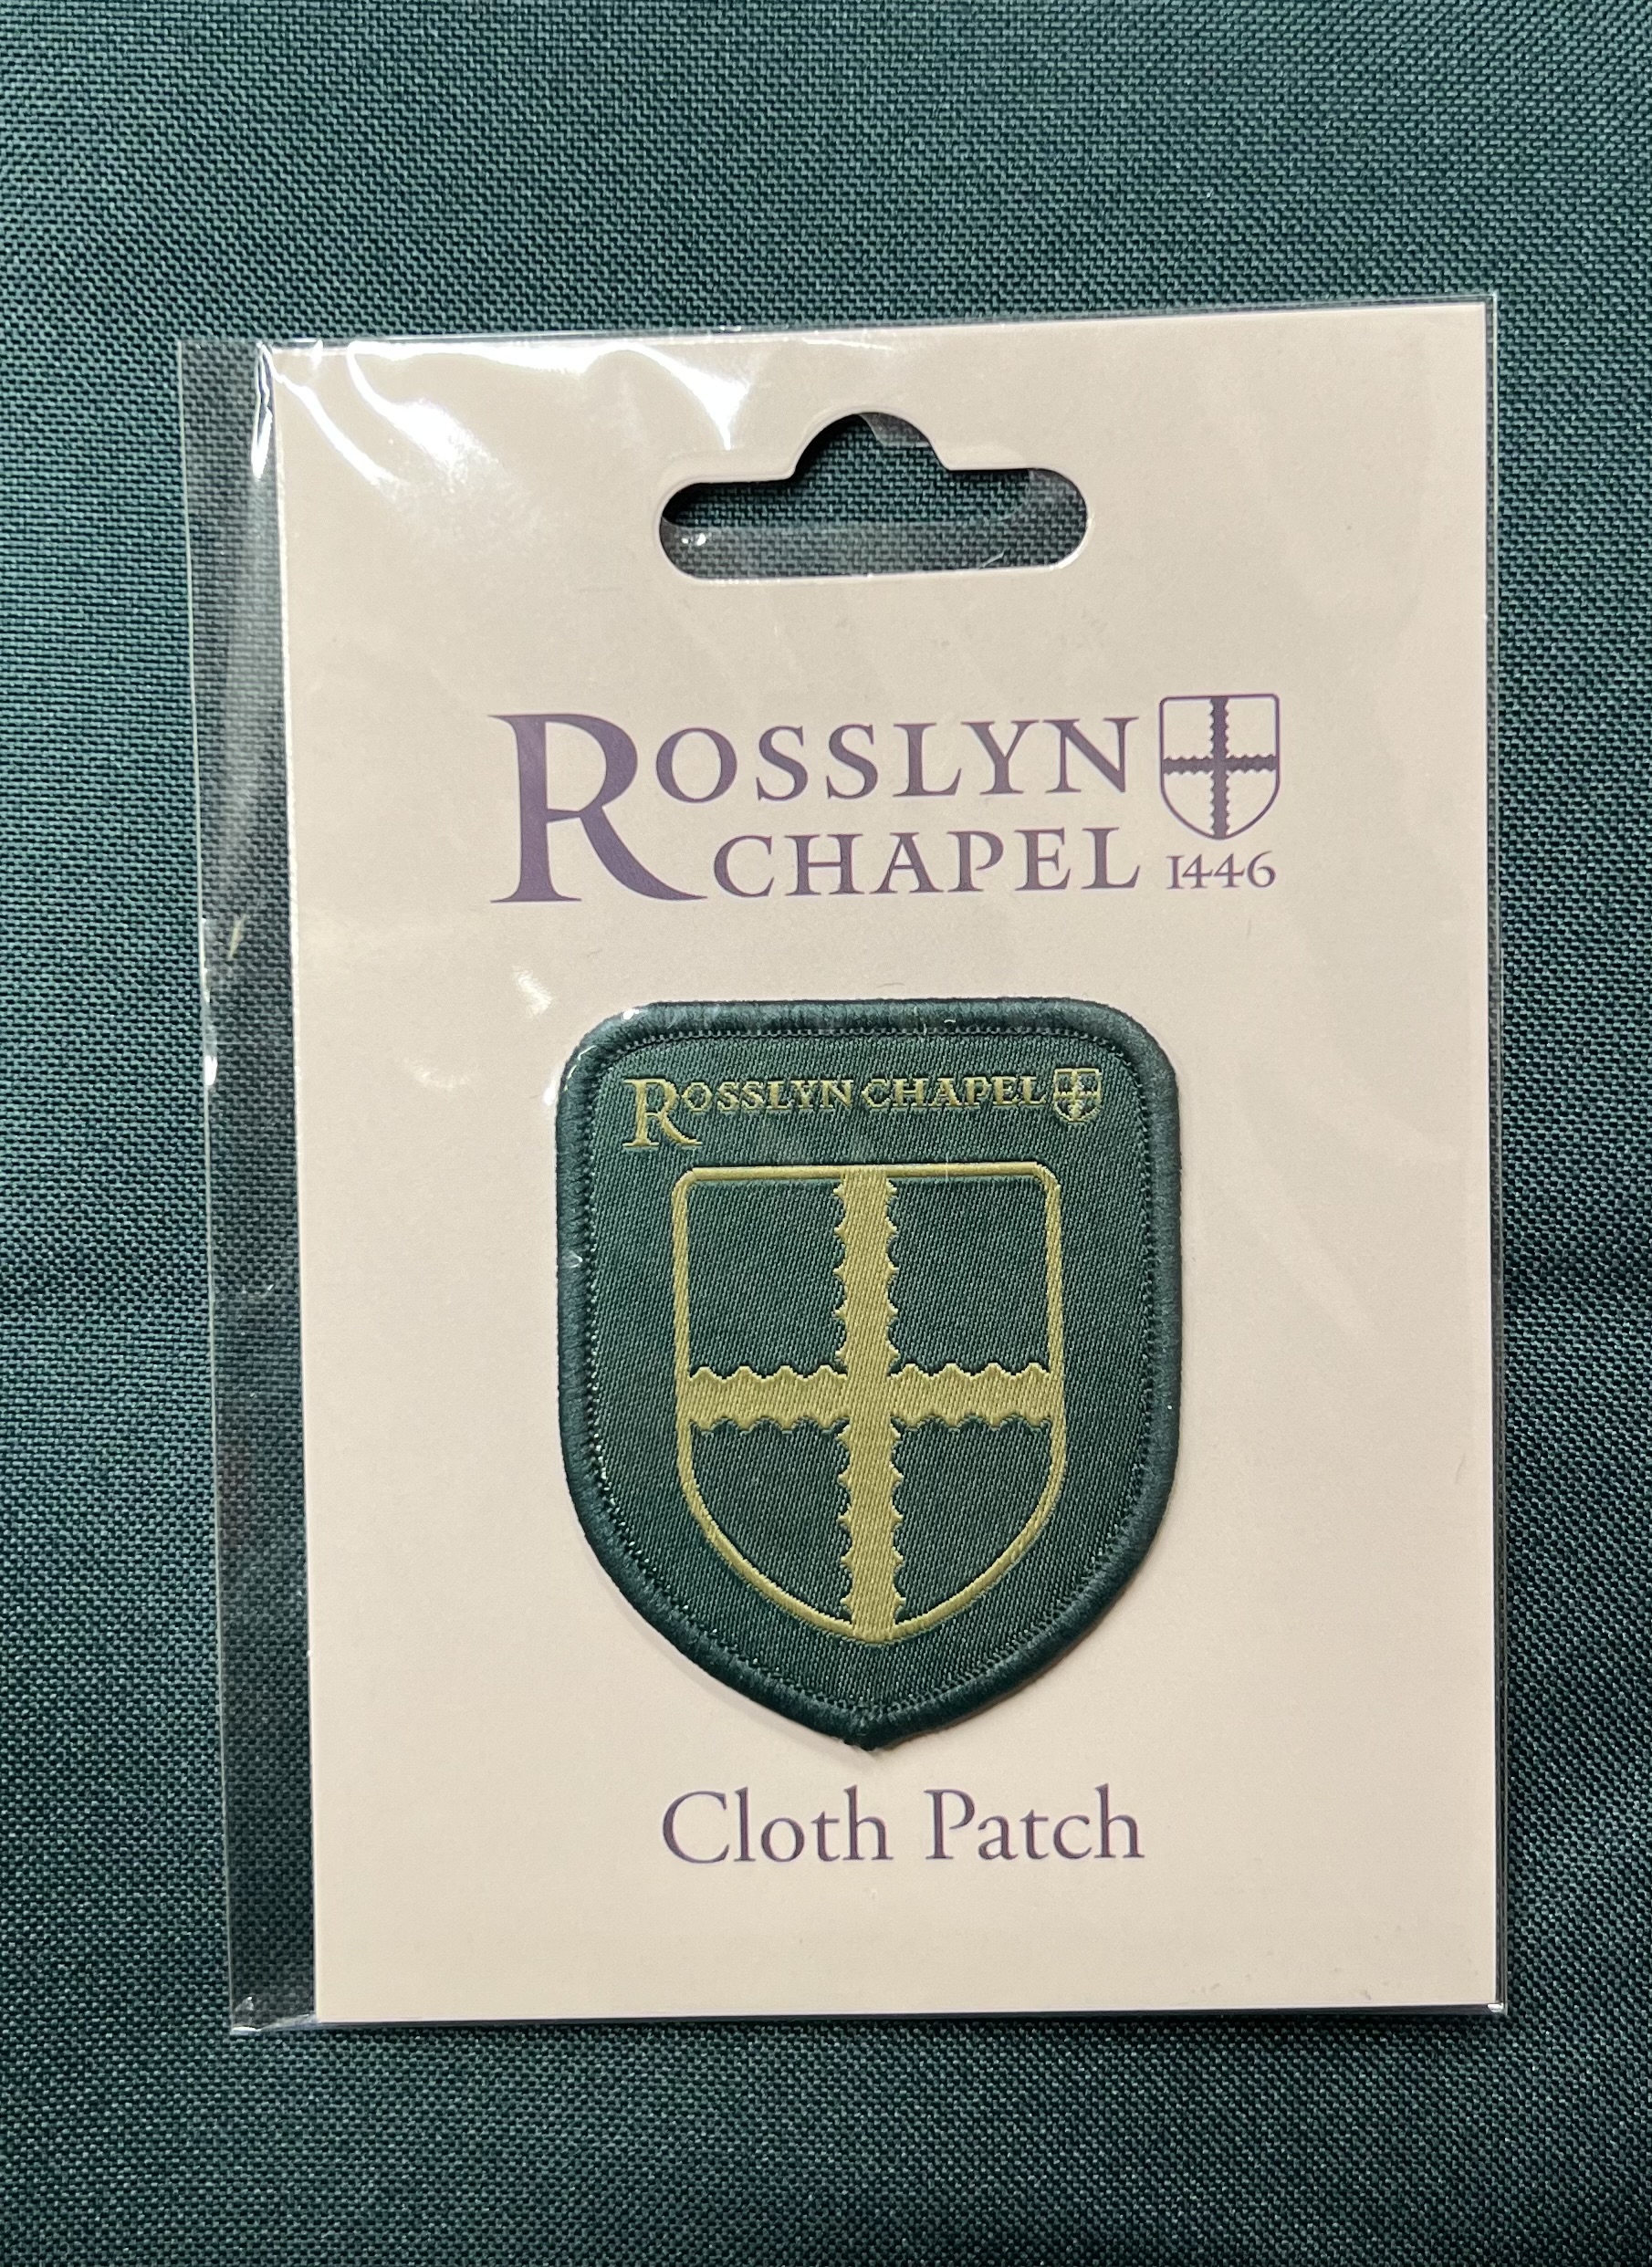 ROSSLYN
CHAPEL 1446
ROSSLYN CHAPEL
Cloth Patch